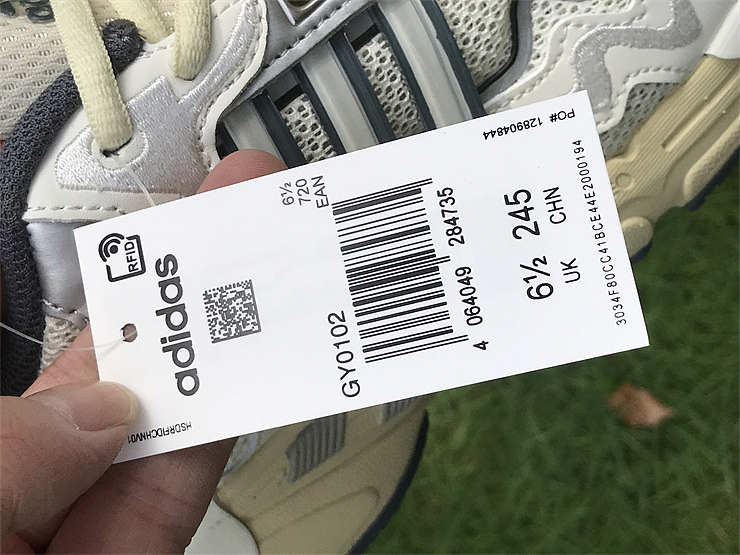 RFID
adidas
HSDRFIDCHNV01
6½
720
EAN
GY0102
4 064049 284735
6½ 245
UK CHN
PO# 128904844
3034F80CC41BCE44E2000194